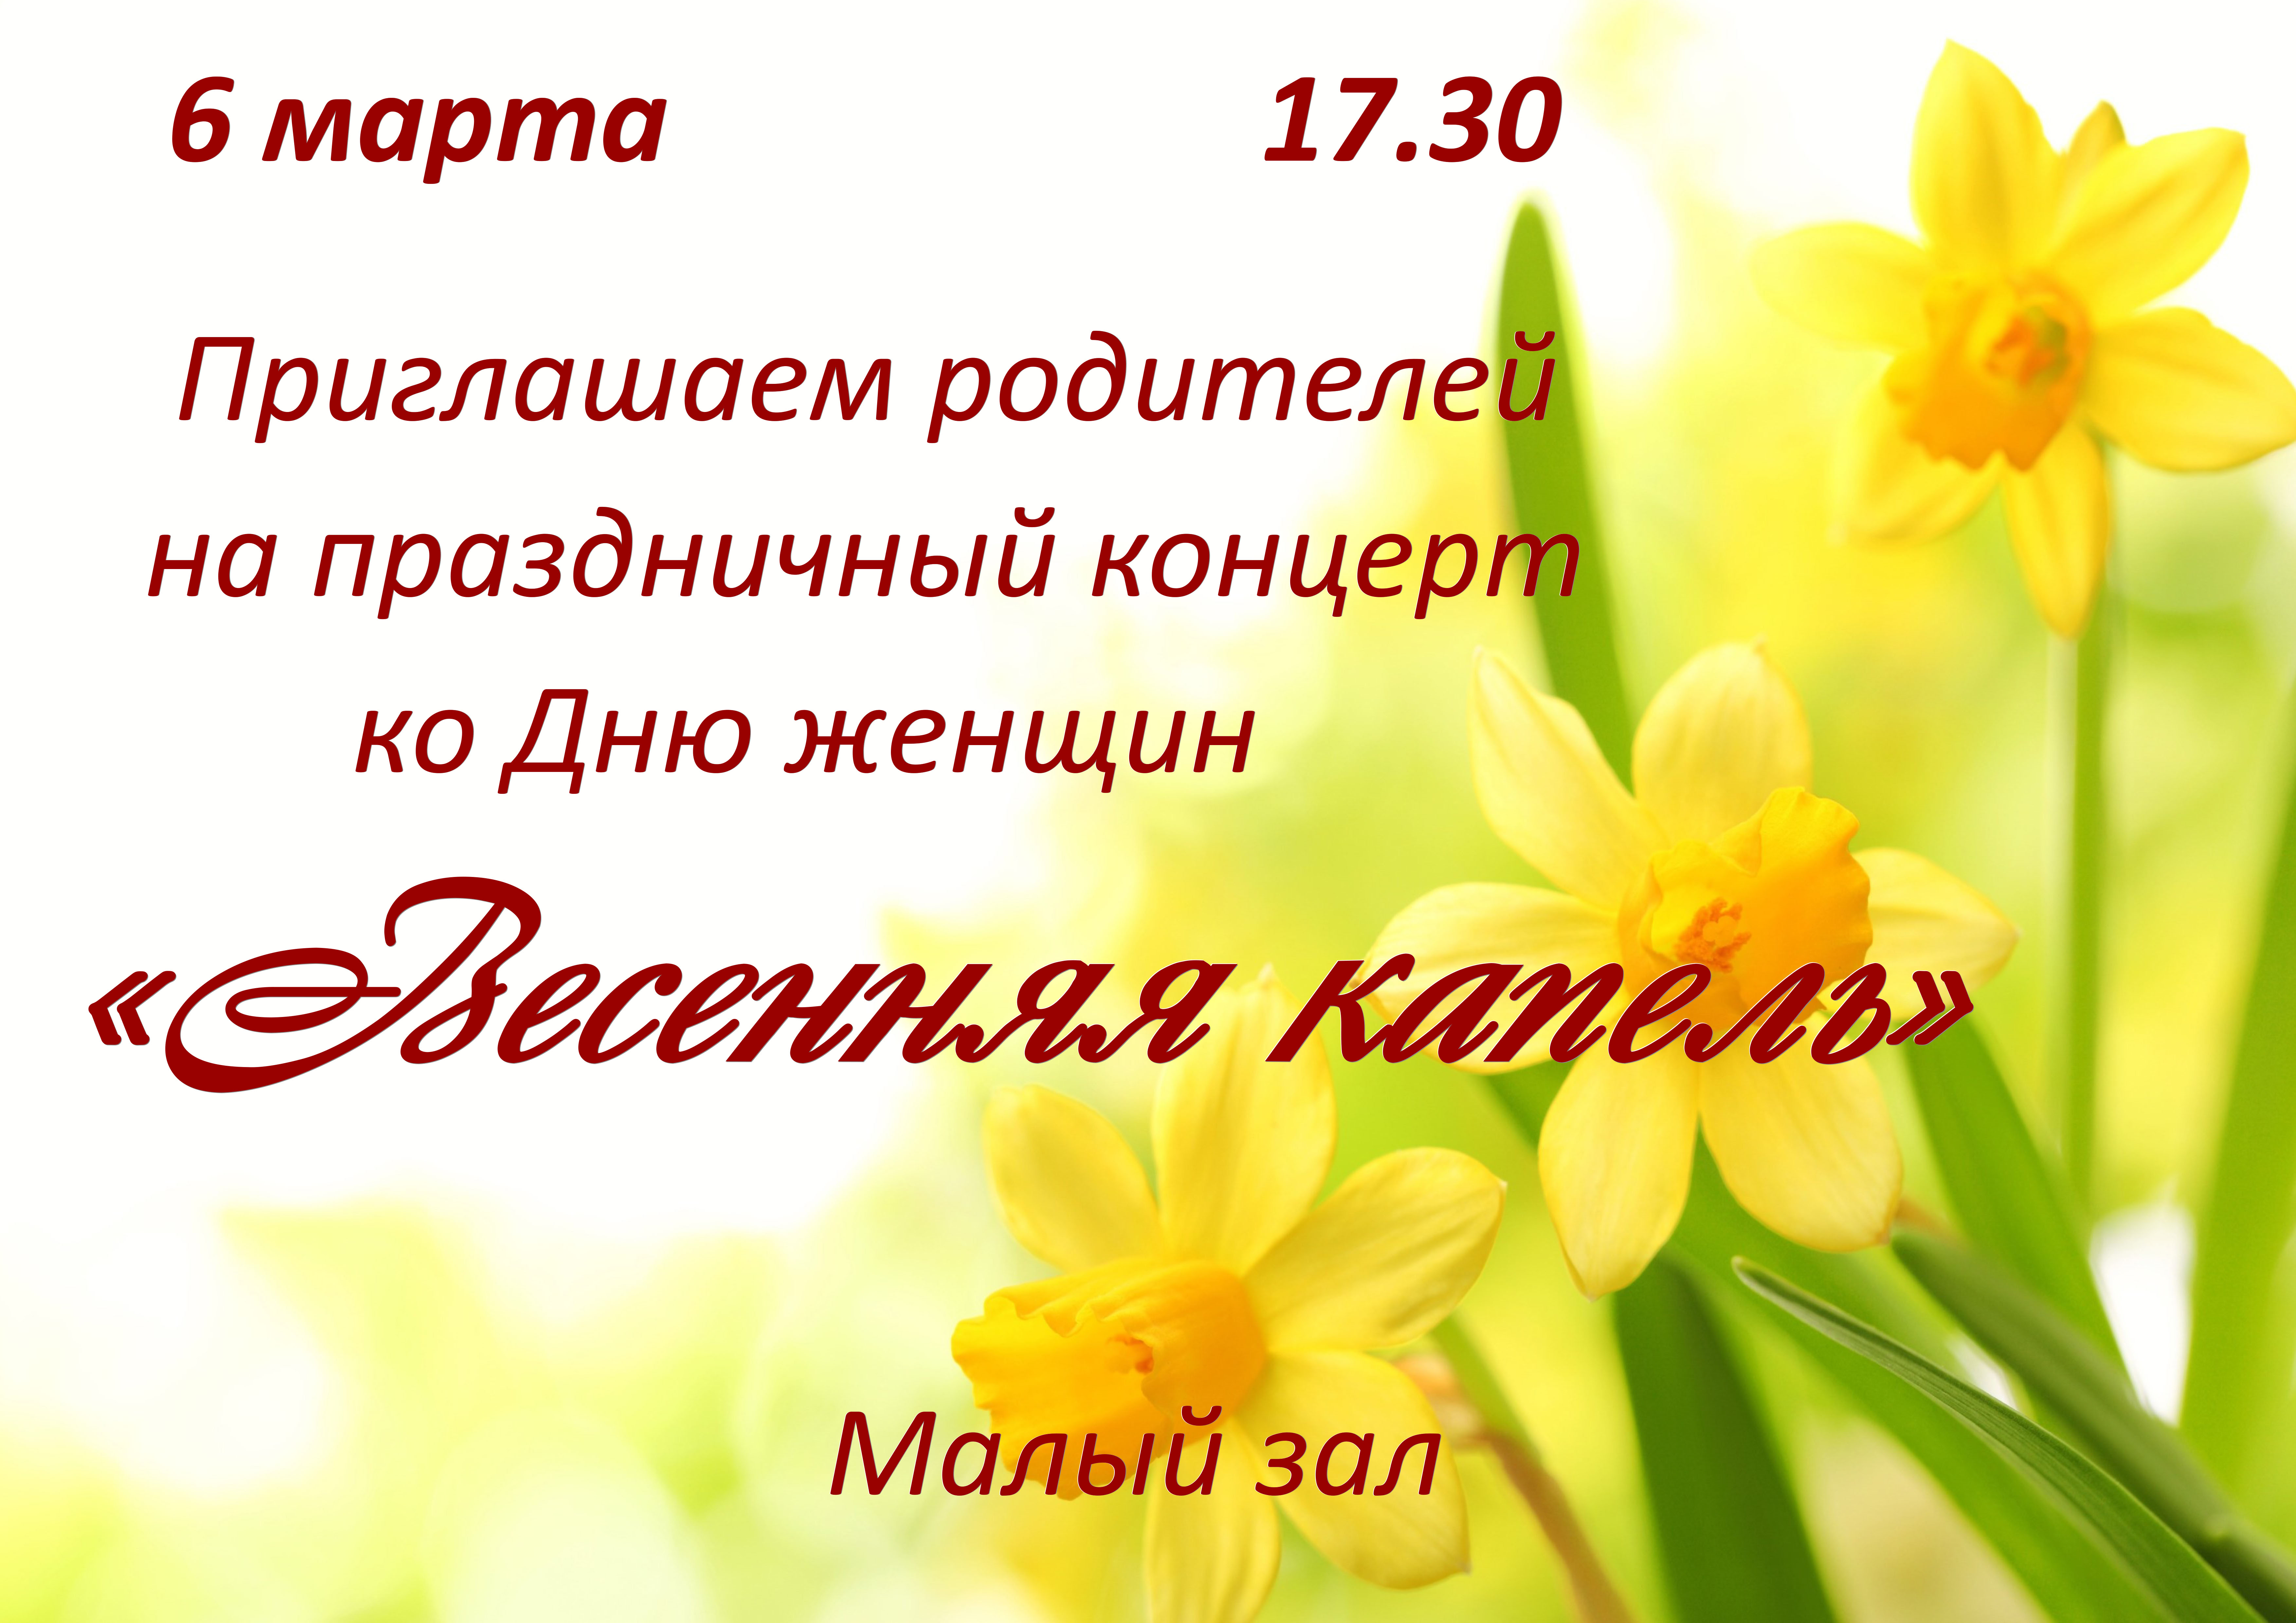 6 марта 17.30
Приглашаем родителей
на праздничный концерт
ко Дню женщин
«Весенняя капель»
Малый зал